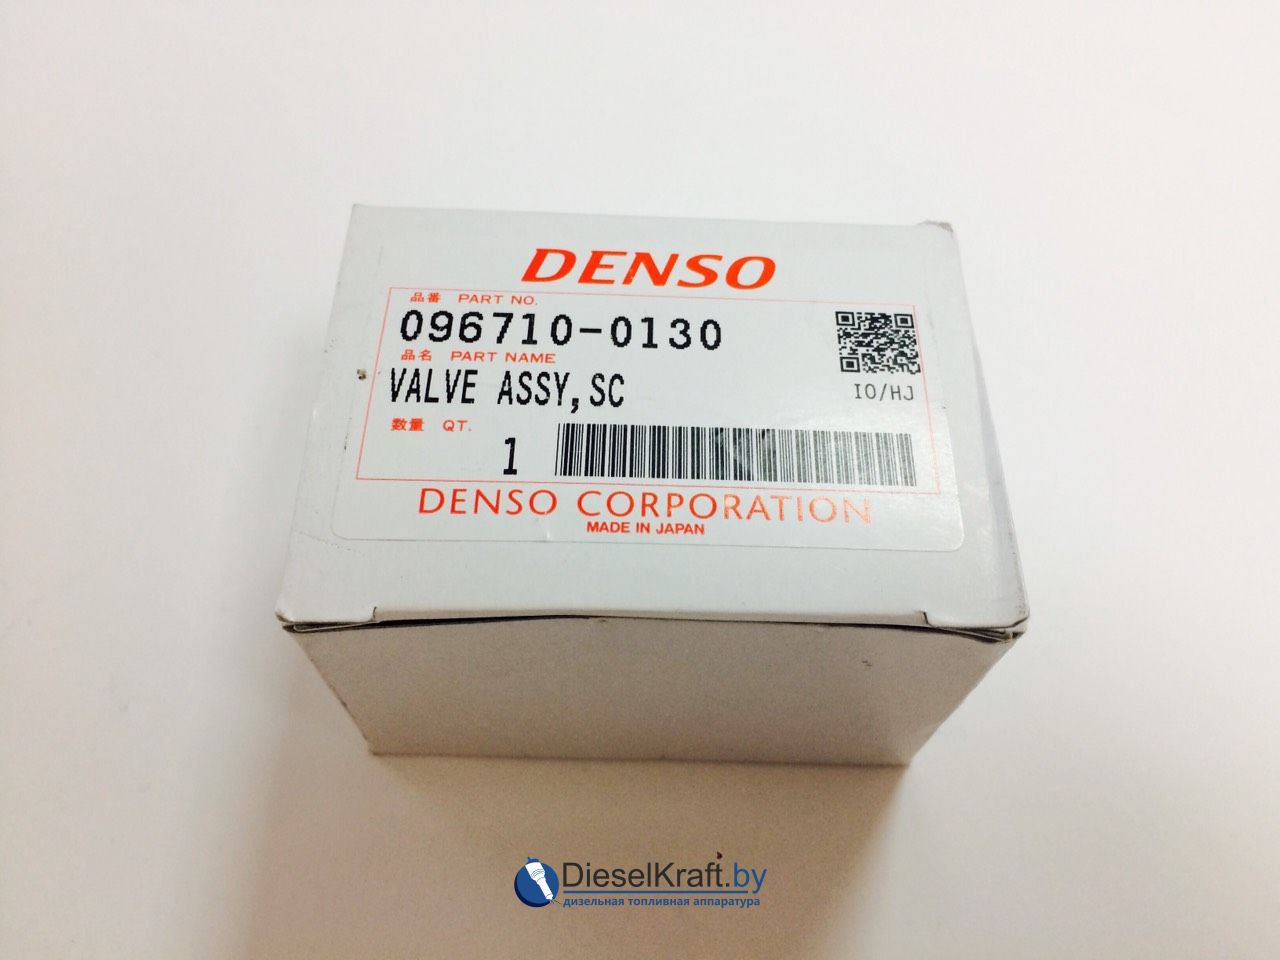 DENSO
品番 PART NO.
096710-0130
品名 PART NAME
VALVE ASSY,SC
IO/HJ
数量 QT.
1
DENSO CORPORATION
MADE IN JAPAN
DieselKraft.by
дизельная топливная аппаратура